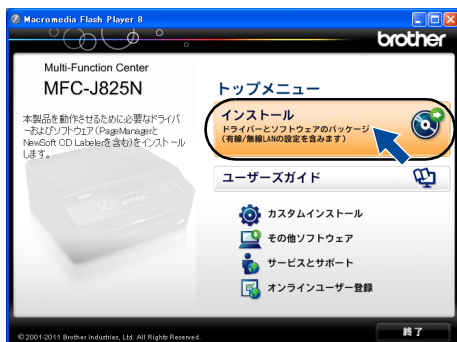 Macromedia Flash Player 8
brother
Multi-Function Center
MFC-J825N
本製品を動作させるために必要なドライバ
ーおよびソフトウェア(PageManagerと
NewSoft CD Labelerを含む)をインストール
します。
トップメニュー
インストール
ドライバーとソフトウェアのパッケージ
(有線/無線LANの設定を含みます)
ユーザーズガイド
カスタムインストール
その他ソフトウェア
サービスとサポート
オンラインユーザー登録
© 2001-2011 Brother Industries, Ltd. All Rights Reserved.
終了